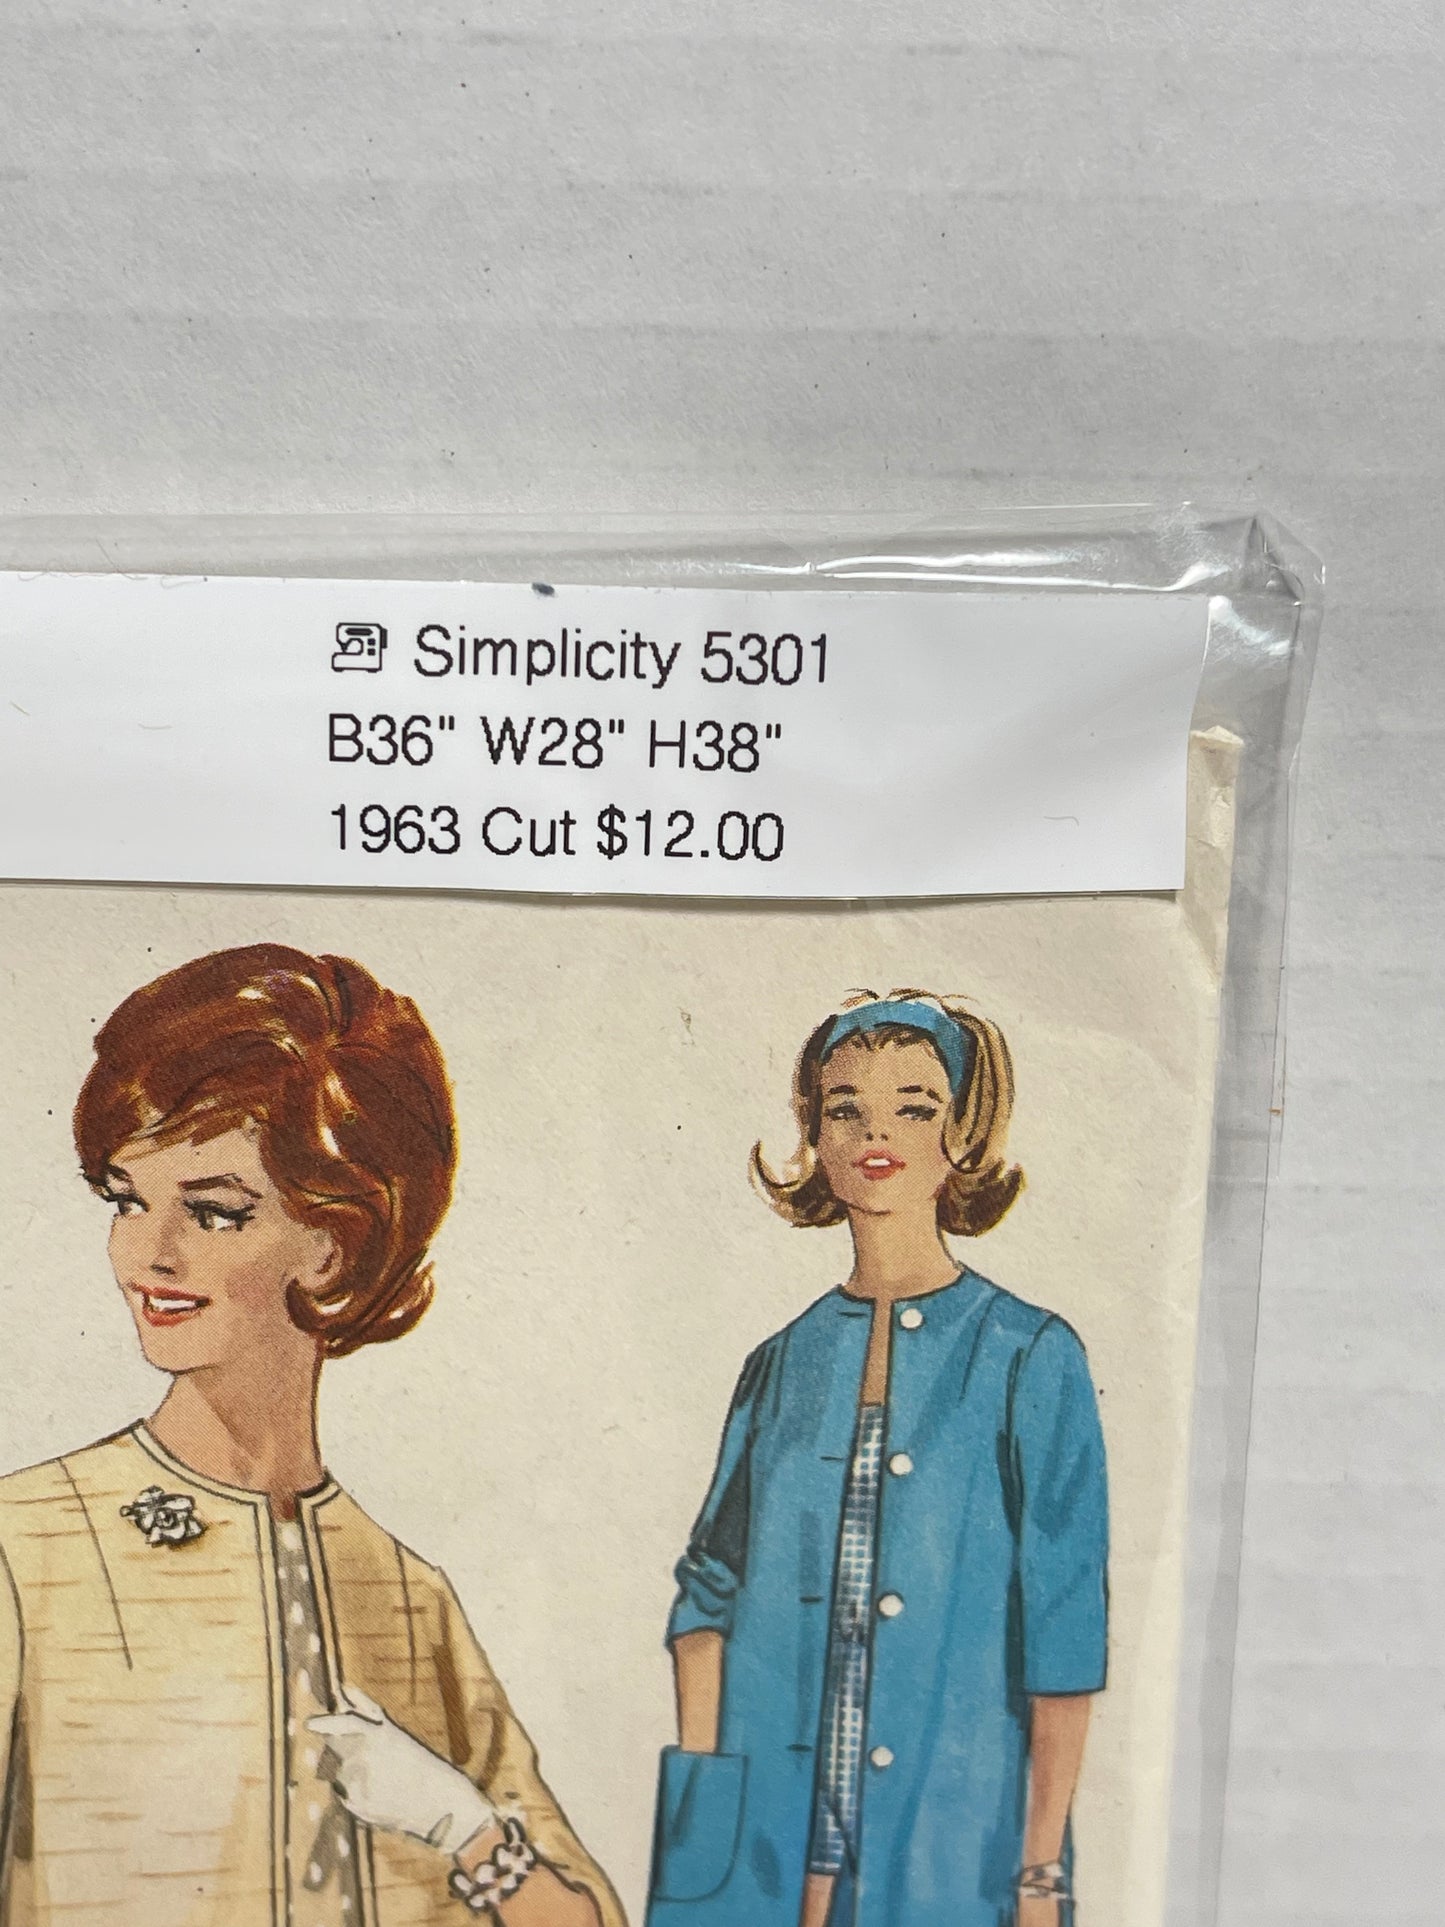 Simplicity 5301
B36" W28" H38"
1963 Cut $12.00